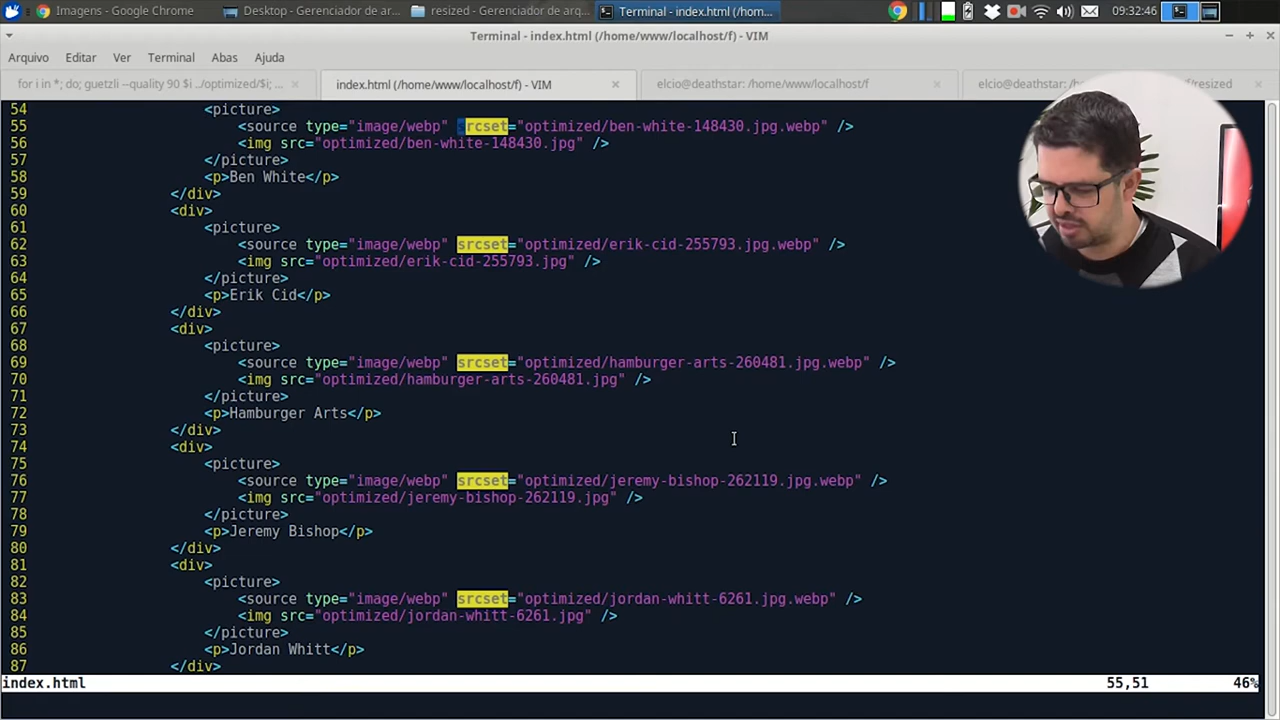 Imagens - Google Chrome
Desktop - Gerenciador de ar...
resized - Gerenciador de arq...
Terminal - index.html (/hom...
09:32:46
Terminal - index.html (/home/www/localhost/f) - VIM
Arquivo Editar Ver Terminal Abas Ajuda
for i in *; do; guetzli --quality 90 $i ../optimized/$i; ...
index.html (/home/www/localhost/f) - VIM
elcio@deathstar: /home/www/localhost/f
elcio@deathstar: /h /resized
54 <picture>
55 <source type="image/webp" srcset="optimized/ben-white-148430.jpg.webp" />
56 <img src="optimized/ben-white-148430.jpg" />
57 </picture>
58 <p>Ben White</p>
59 </div>
60 <div>
61 <picture>
62 <source type="image/webp" srcset="optimized/erik-cid-255793.jpg.webp" />
63 <img src="optimized/erik-cid-255793.jpg" />
64 </picture>
65 <p>Erik Cid</p>
66 </div>
67 <div>
68 <picture>
69 <source type="image/webp" srcset="optimized/hamburger-arts-260481.jpg.webp" />
70 <img src="optimized/hamburger-arts-260481.jpg" />
71 </picture>
72 <p>Hamburger Arts</p>
73 </div>
74 <div>
75 <picture>
76 <source type="image/webp" srcset="optimized/jeremy-bishop-262119.jpg.webp" />
77 <img src="optimized/jeremy-bishop-262119.jpg" />
78 </picture>
79 <p>Jeremy Bishop</p>
80 </div>
81 <div>
82 <picture>
83 <source type="image/webp" srcset="optimized/jordan-whitt-6261.jpg.webp" />
84 <img src="optimized/jordan-whitt-6261.jpg" />
85 </picture>
86 <p>Jordan Whitt</p>
87 </div>
index.html 55,51 46%